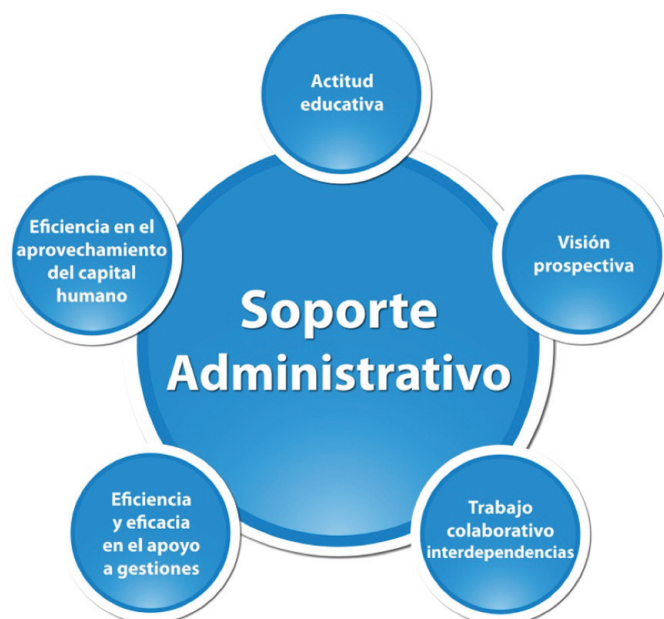 Actitud
educativa
Visión
prospectiva
Trabajo
colaborativo
interdependencias
Eficiencia
y eficacia
en el apoyo
a gestiones
Eficiencia en el
aprovechamiento
del capital
humano
Soporte
Administrativo